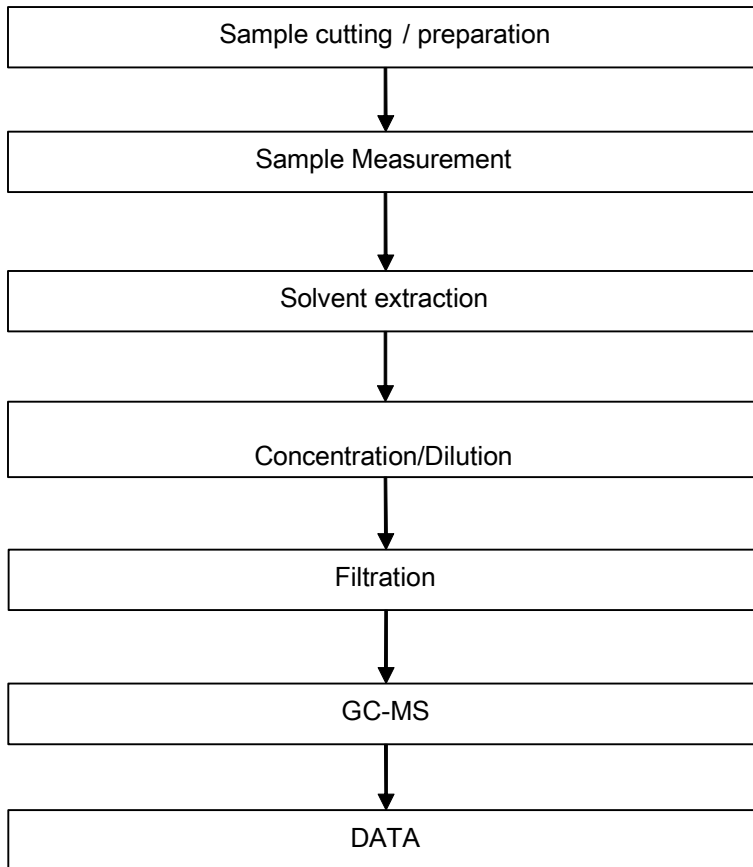 Sample cutting / preparation
Sample Measurement
Solvent extraction
Concentration/Dilution
Filtration
GC-MS
DATA